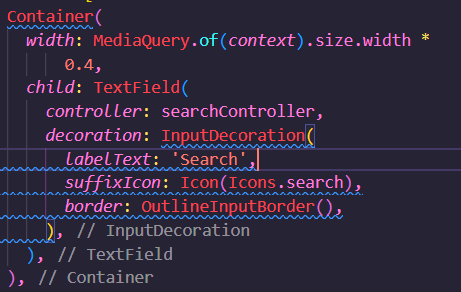 Container(
width: MediaQuery.of(context).size.width *
0.4,
child: TextField(
controller: searchController,
decoration: InputDecoration(
labelText: 'Search',
suffixIcon: Icon(Icons.search),
border: OutlineInputBorder(),
), // InputDecoration
), // TextField
), // Container